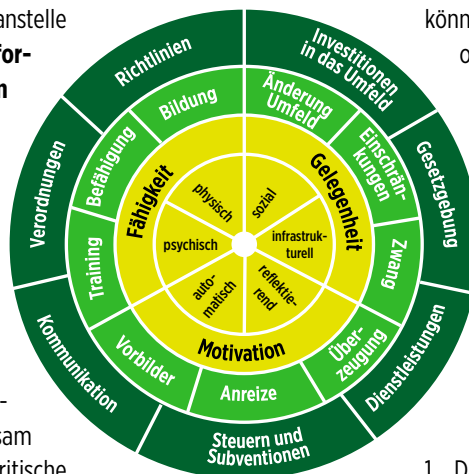 anstelle
for-
n
könn
o
Richtlinien
Investitionen
in das Umfeld
Gesetzgebung
Dienstleistungen
Steuern und
Subventionen
Kommunikation
Verordnungen
Bildung
Änderung
Umfeld
Einschrän-
kungen
Zwang
Über-
zeugung
Anreize
Vorbilder
Training
Befähigung
Fähigkeit
Gelegenheit
Motivation
physisch
sozial
infrastruk-
turell
reflektie-
rend
auto-
matisch
psychisch
-
sam
ritische
1. D